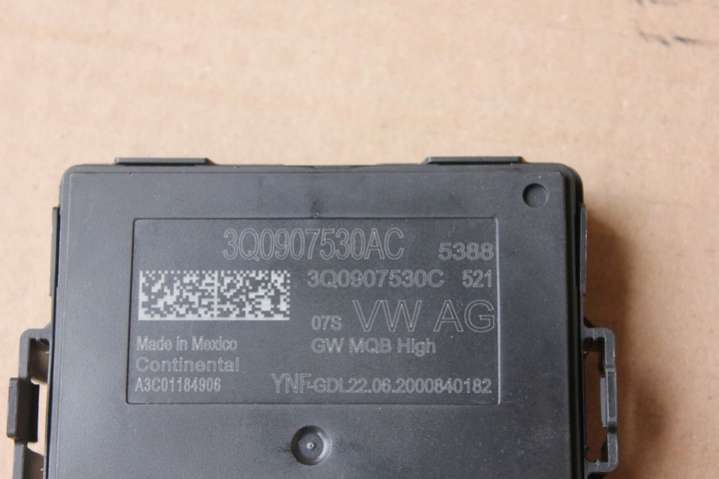 3Q0907530AC 5388
3Q0907530C 521
07S VW AG
Made in Mexico GW MQB High
Continental
A3C01184906 YNF-GDL22.06.2000840182